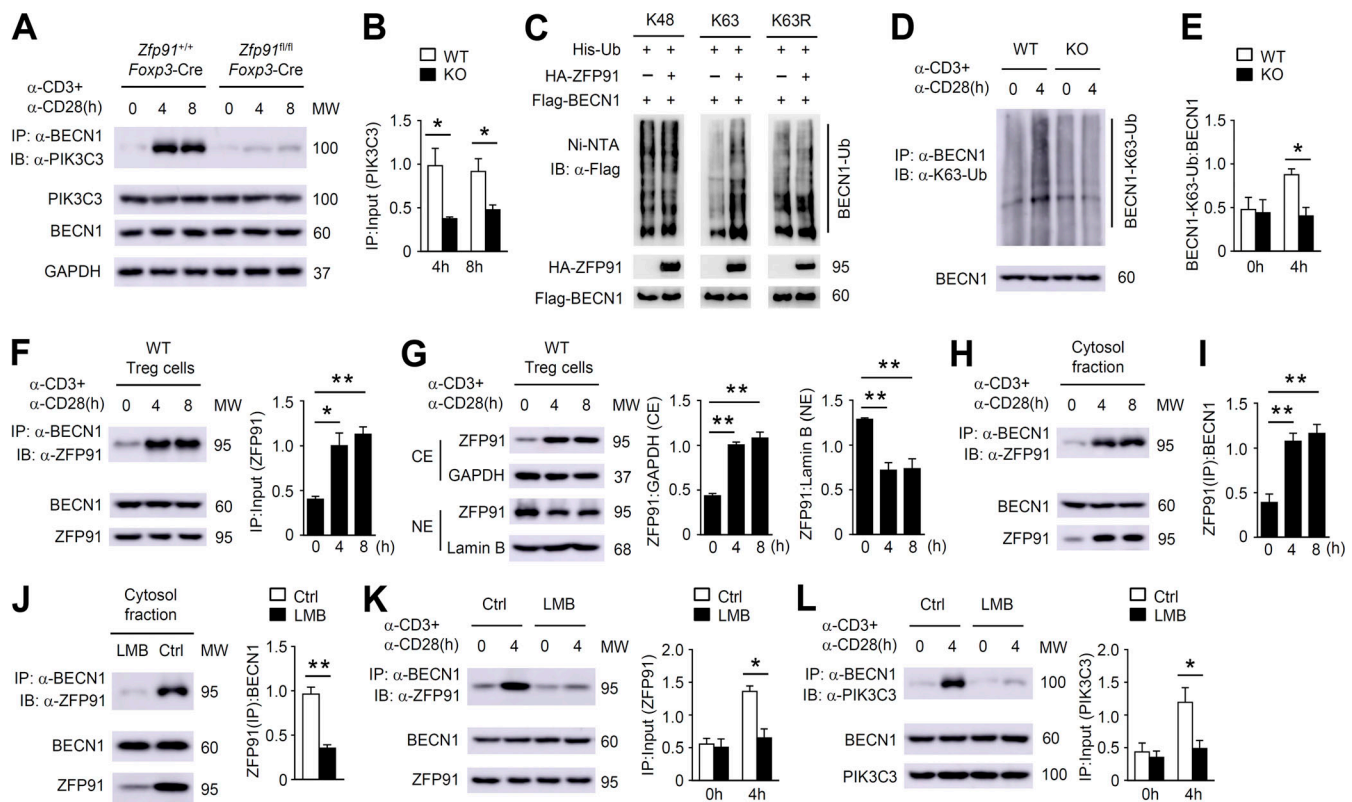 A
Zfp91+/+ Zfp91fl/fl
Foxp3-Cre Foxp3-Cre
α-CD3+
α-CD28(h) 0 4 8 0 4 8 MW
IP: α-BECN1
IB: α-PIK3C3 100
PIK3C3 100
BECN1 60
GAPDH 37
B
WT
KO
IP:Input (PIK3C3)
1.5
1.0
0.5
0
* *
4h 8h
C
K48 K63 K63R
His-Ub + + + + + +
HA-ZFP91 − + − + − +
Flag-BECN1 + + + + + +
Ni-NTA
IB: α-Flag
BECN1-Ub
HA-ZFP91 95
Flag-BECN1 60
D
WT KO
α-CD3+
α-CD28(h) 0 4 0 4
IP: α-BECN1
IB: α-K63-Ub
BECN1-K63-Ub
BECN1 60
E
WT
KO
BECN1-K63-Ub:BECN1
1.5
1.0
0.5
0
*
0h 4h
F
WT
Treg cells
α-CD3+
α-CD28(h) 0 4 8 MW
IP: α-BECN1
IB: α-ZFP91 95
BECN1 60
ZFP91 95
IP:Input (ZFP91)
1.5
1.0
0.5
0
**
*
0 4 8 (h)
G
WT
Treg cells
α-CD3+
α-CD28(h) 0 4 8 MW
CE
ZFP91 95
GAPDH 37
NE
ZFP91 95
Lamin B 68
ZFP91:GAPDH (CE)
1.5
1.0
0.5
0
**
**
0 4 8 (h)
ZFP91:Lamin B (NE)
1.5
1.0
0.5
0
**
**
0 4 8 (h)
H
Cytosol
fraction
α-CD3+
α-CD28(h) 0 4 8 MW
IP: α-BECN1
IB: α-ZFP91 95
BECN1 60
ZFP91 95
I
ZFP91(IP):BECN1
1.5
1.0
0.5
0
**
**
0 4 8 (h)
J
Cytosol
fraction
LMB Ctrl MW
IP: α-BECN1
IB: α-ZFP91 95
BECN1 60
ZFP91 95
Ctrl
LMB
ZFP91(IP):BECN1
1.5
1.0
0.5
0
**
K
Ctrl LMB
α-CD3+
α-CD28(h) 0 4 0 4 MW
IP: α-BECN1
IB: α-ZFP91 95
BECN1 60
ZFP91 95
Ctrl
LMB
IP:Input (ZFP91)
2.0
1.5
1.0
0.5
0
*
0h 4h
L
Ctrl LMB
α-CD3+
α-CD28(h) 0 4 0 4 MW
IP: α-BECN1
IB: α-PIK3C3 100
BECN1 60
PIK3C3 100
Ctrl
LMB
IP:Input (PIK3C3)
2.0
1.5
1.0
0.5
0
*
0h 4h